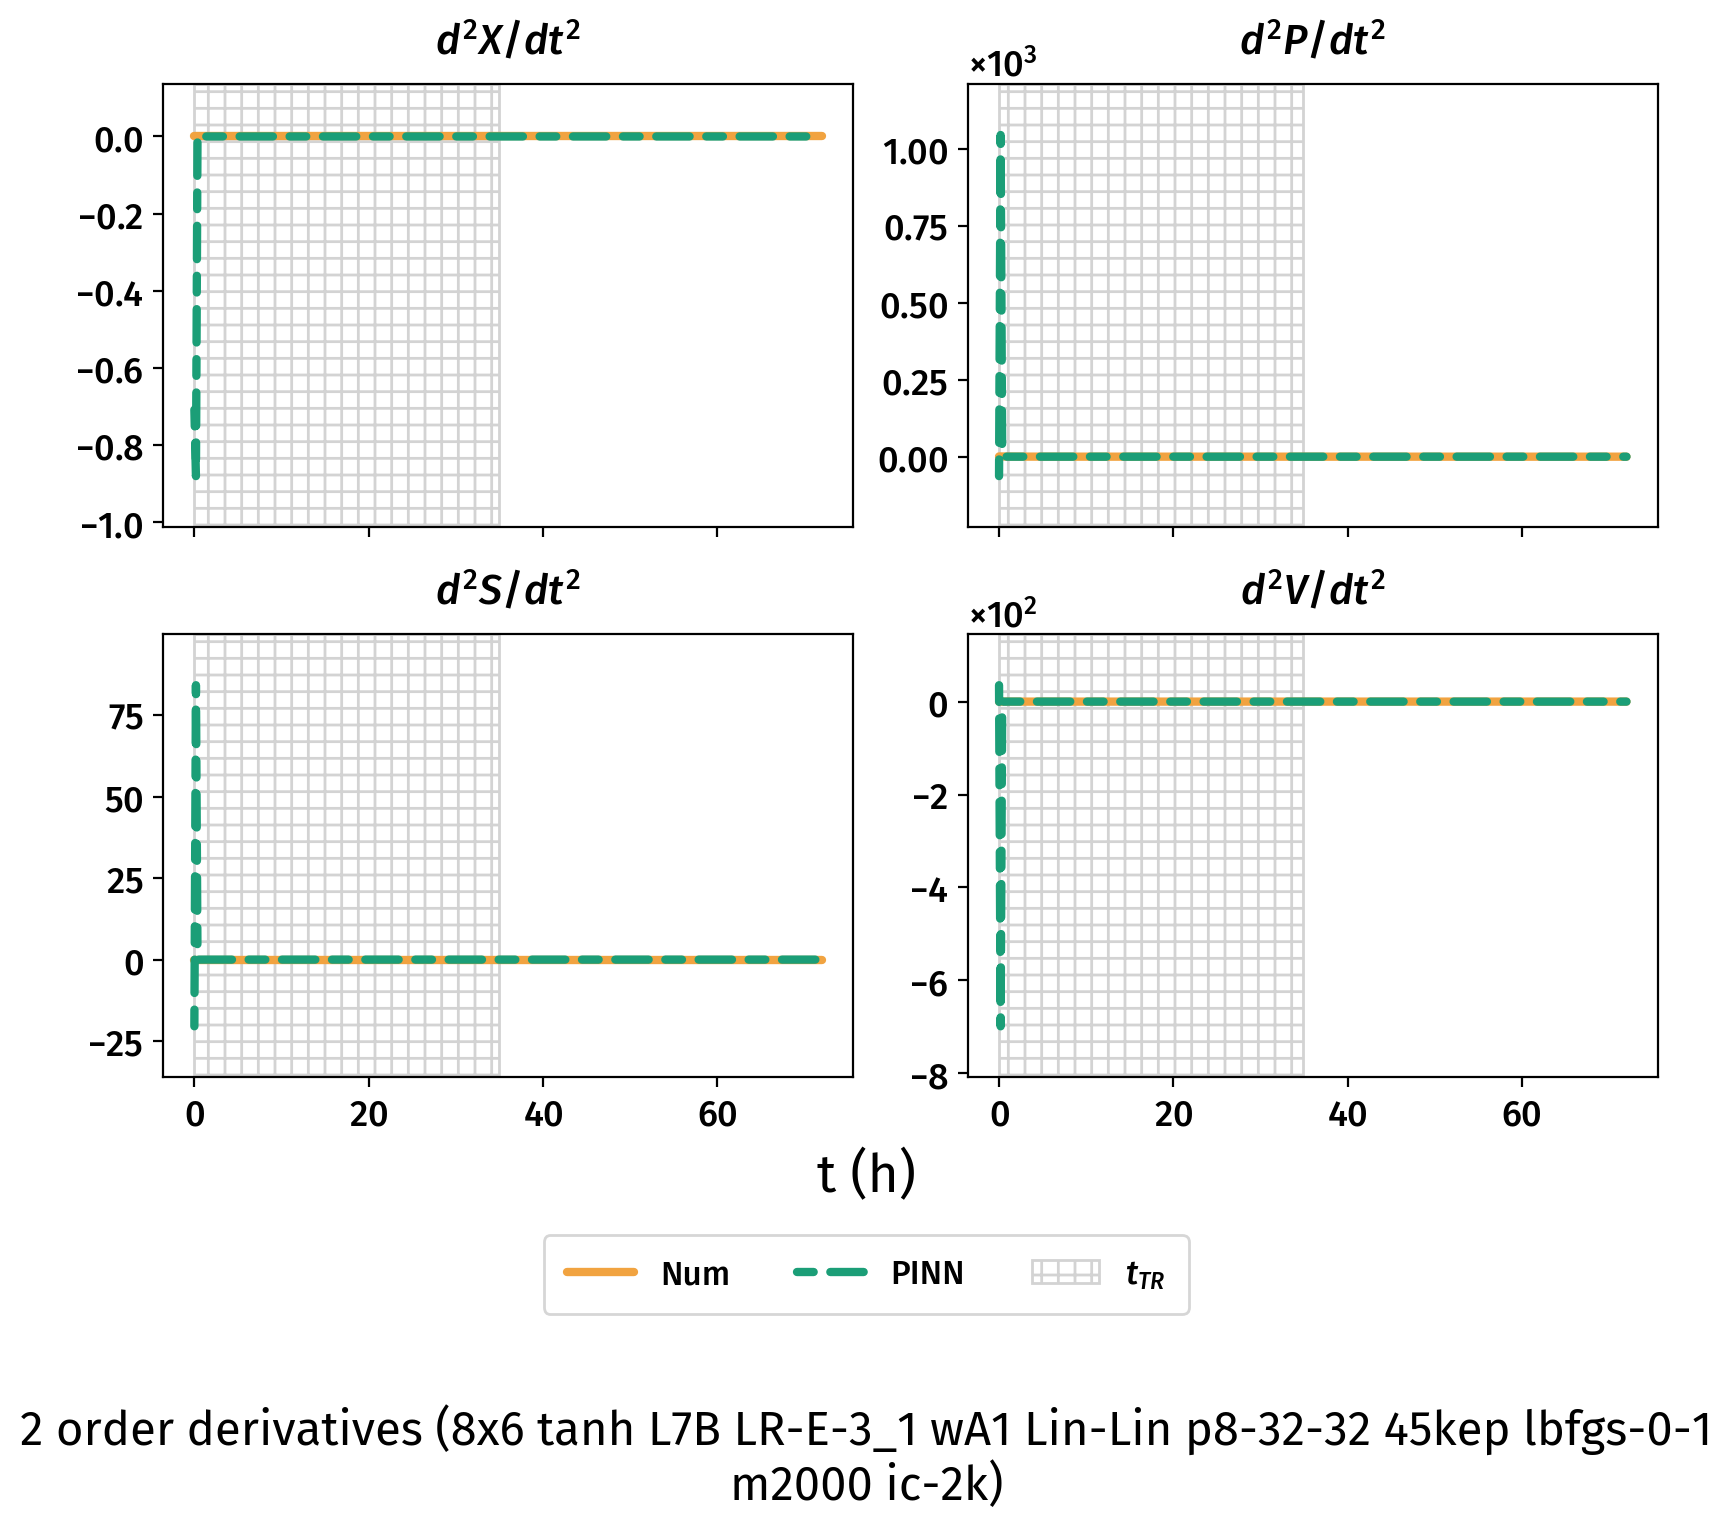 d²X/dt²
0.0
−0.2
−0.4
−0.6
−0.8
−1.0
d²P/dt²
×10³
1.00
0.75
0.50
0.25
0.00
d²S/dt²
75
50
25
0
−25
0 20 40 60
d²V/dt²
×10²
0
−2
−4
−6
−8
0 20 40 60
t (h)
Num PINN t_TR
2 order derivatives (8x6 tanh L7B LR-E-3_1 wA1 Lin-Lin p8-32-32 45kep lbfgs-0-1
m2000 ic-2k)